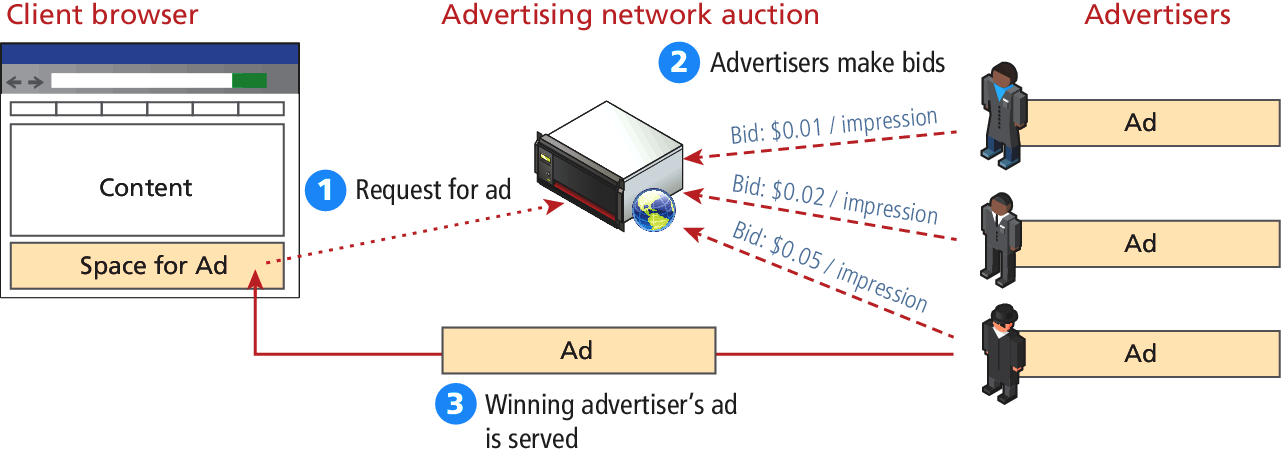 Client browser
Advertising network auction
Advertisers
2 Advertisers make bids
Bid: $0.01 / impression
Ad
Content
1 Request for ad
Bid: $0.02 / impression
Ad
Bid: $0.05 / impression
Space for Ad
Ad
Ad
3 Winning advertiser's ad
is served